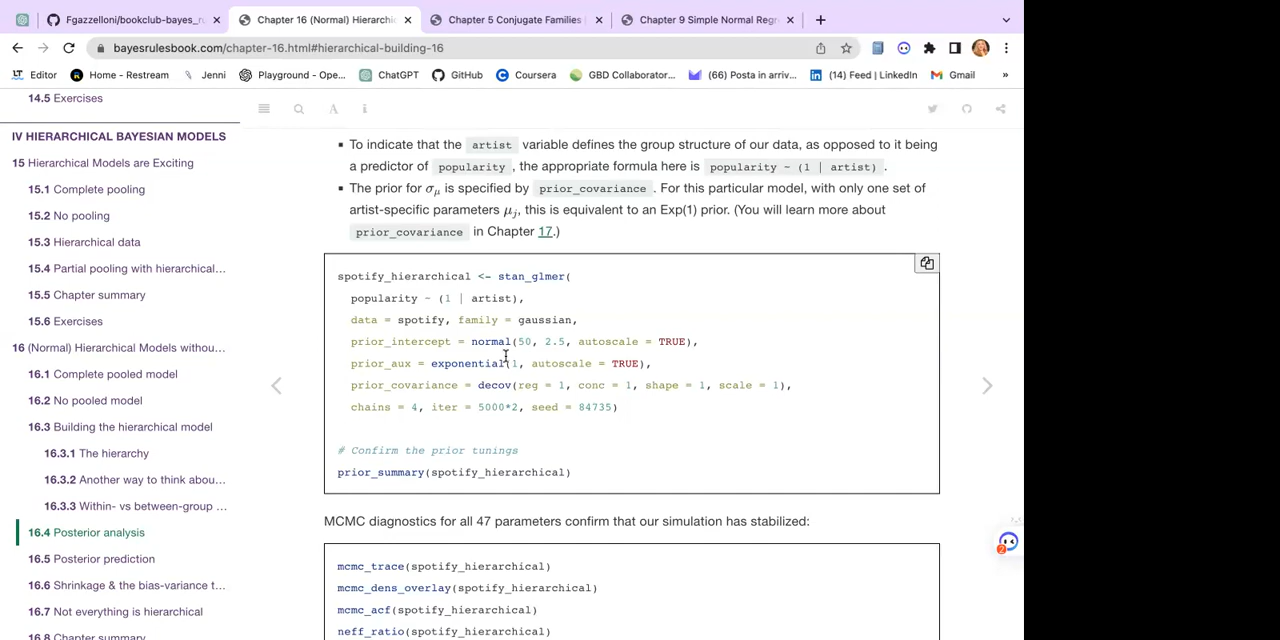 Fgazzelloni/bookclub-bayes_ru
Chapter 16 (Normal) Hierarchic
Chapter 5 Conjugate Families
Chapter 9 Simple Normal Regr
bayesrulesbook.com/chapter-16.html#hierarchical-building-16
Editor
Home - Restream
Jenni
Playground - Ope...
ChatGPT
GitHub
Coursera
GBD Collaborator...
(66) Posta in arriv...
(14) Feed | LinkedIn
Gmail
»
14.5 Exercises
IV HIERARCHICAL BAYESIAN MODELS
15 Hierarchical Models are Exciting
15.1 Complete pooling
15.2 No pooling
15.3 Hierarchical data
15.4 Partial pooling with hierarchical...
15.5 Chapter summary
15.6 Exercises
16 (Normal) Hierarchical Models withou...
16.1 Complete pooled model
16.2 No pooled model
16.3 Building the hierarchical model
16.3.1 The hierarchy
16.3.2 Another way to think abou...
16.3.3 Within- vs between-group ...
16.4 Posterior analysis
16.5 Posterior prediction
16.6 Shrinkage & the bias-variance t...
16.7 Not everything is hierarchical
16.8 Chapter summary
To indicate that the artist variable defines the group structure of our data, as opposed to it being
a predictor of popularity, the appropriate formula here is popularity ~ (1 | artist).
The prior for σμ is specified by prior_covariance. For this particular model, with only one set of
artist-specific parameters μj, this is equivalent to an Exp(1) prior. (You will learn more about
prior_covariance in Chapter 17.)
spotify_hierarchical <- stan_glmer(
popularity ~ (1 | artist),
data = spotify, family = gaussian,
prior_intercept = normal(50, 2.5, autoscale = TRUE),
prior_aux = exponential(1, autoscale = TRUE),
prior_covariance = decov(reg = 1, conc = 1, shape = 1, scale = 1),
chains = 4, iter = 5000*2, seed = 84735)
# Confirm the prior tunings
prior_summary(spotify_hierarchical)
MCMC diagnostics for all 47 parameters confirm that our simulation has stabilized:
mcmc_trace(spotify_hierarchical)
mcmc_dens_overlay(spotify_hierarchical)
mcmc_acf(spotify_hierarchical)
neff_ratio(spotify_hierarchical)
2